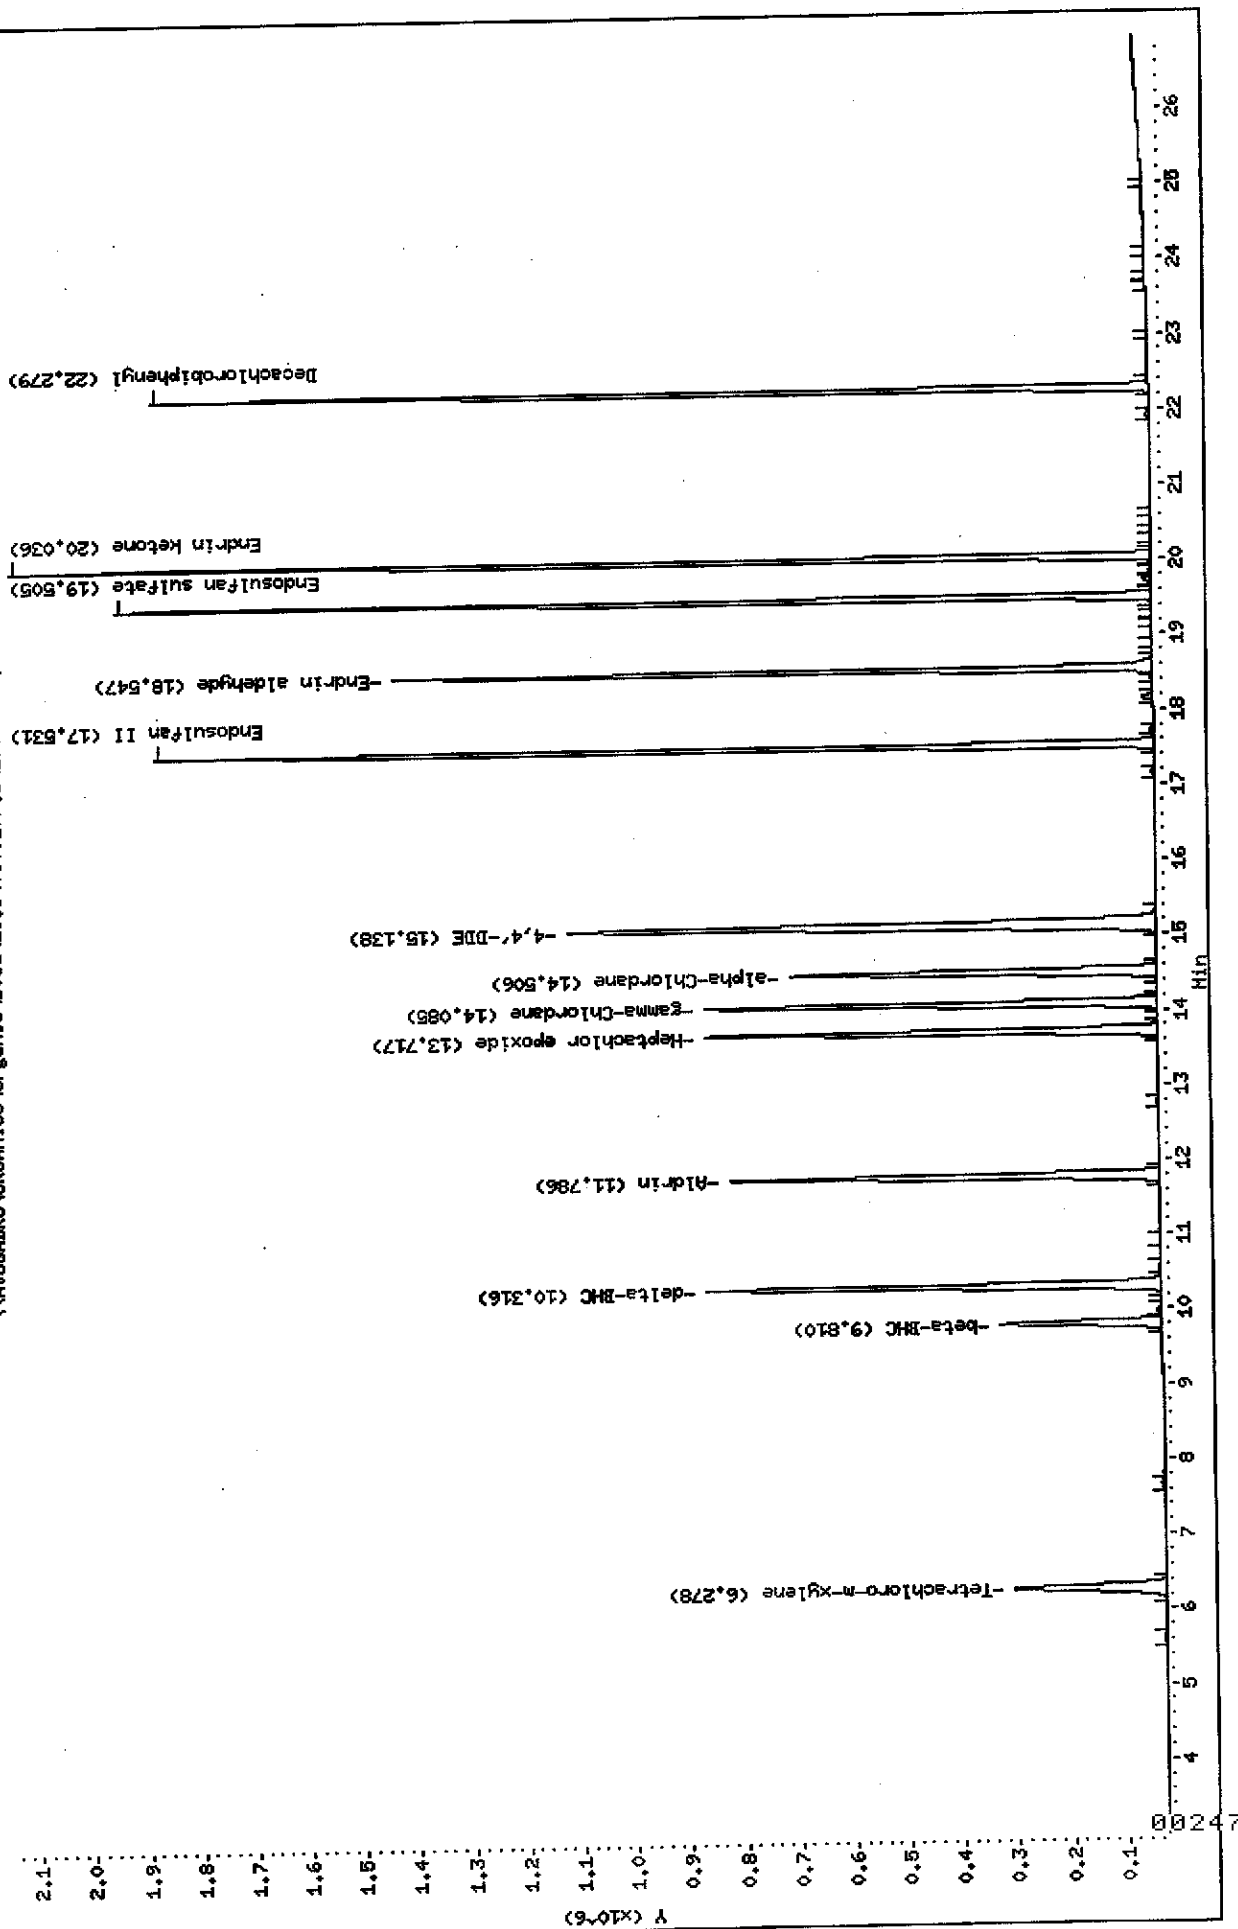 Y (x10^6)
2.1
2.0
1.9
1.8
1.7
1.6
1.5
1.4
1.3
1.2
1.1
1.0
0.9
0.8
0.7
0.6
0.5
0.4
0.3
0.2
0.1
-Tetrachloro-m-xylene (6.278)
-beta-BHC (9.810)
-delta-BHC (10.316)
-Aldrin (11.786)
-Heptachlor epoxide (13.717)
-gamma-Chlordane (14.085)
-alpha-Chlordane (14.506)
-4,4'-DDE (15.138)
Endosulfan II (17.531)
-Endrin aldehyde (18.547)
Endosulfan sulfate (19.505)
Endrin ketone (20.036)
Decachlorobiphenyl (22.279)
4 5 6 7 8 9 10 11 12 13 14 15 16 17 18 19 20 21 22 23 24 25 26
Min
00247